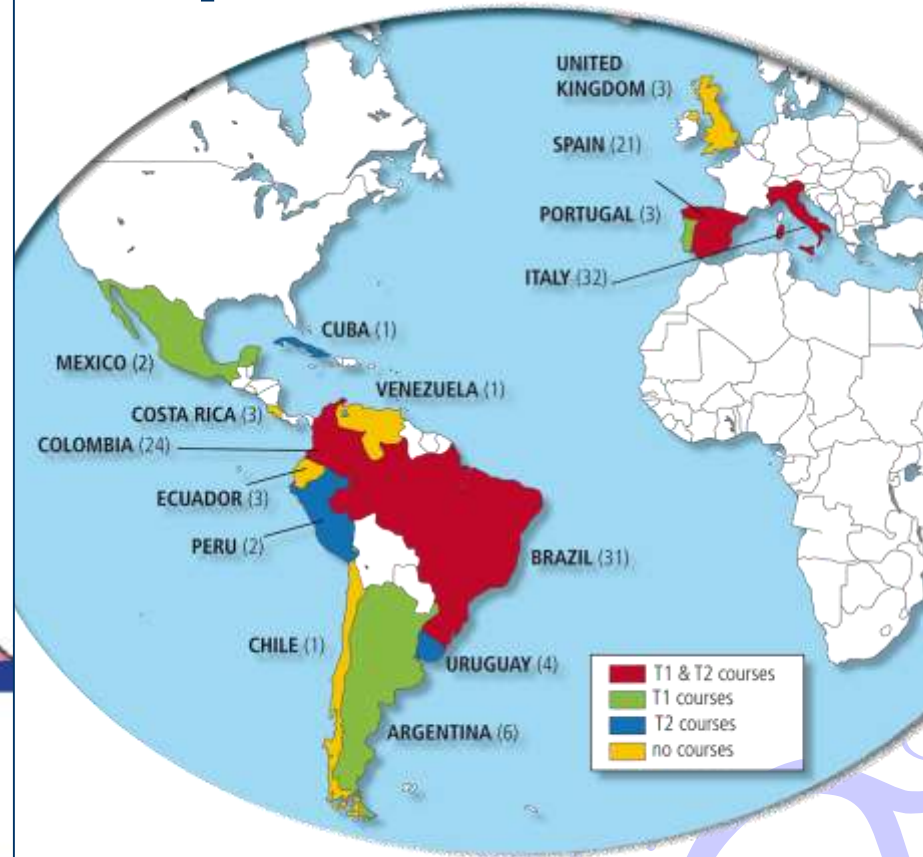 UNITED
KINGDOM (3)
SPAIN (21)
PORTUGAL (3)
ITALY (32)
CUBA (1)
MEXICO (2)
VENEZUELA (1)
COSTA RICA (3)
COLOMBIA (24)
ECUADOR (3)
PERU (2)
BRAZIL (31)
CHILE (1)
URUGUAY (4)
ARGENTINA (6)
T1 & T2 courses
T1 courses
T2 courses
no courses